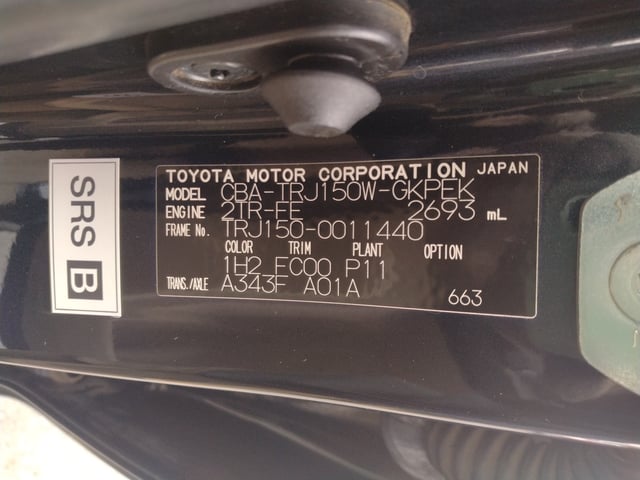 TOYOTA MOTOR CORPORATION JAPAN
MODEL CBA-TRJ150W-GKPEK
ENGINE 2TR-FE 2693 mL
FRAME No. TRJ150-0011440
COLOR TRIM PLANT OPTION
1H2 FC00 P11
TRANS./AXLE A343F A01A
663
SRS B